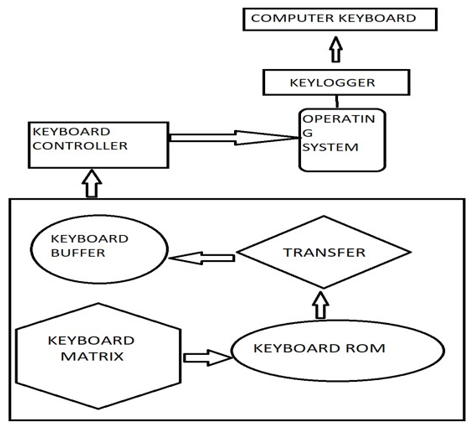 COMPUTER KEYBOARD
KEYLOGGER
OPERATIN
G
SYSTEM
KEYBOARD
CONTROLLER
KEYBOARD
BUFFER
TRANSFER
KEYBOARD
MATRIX
KEYBOARD ROM